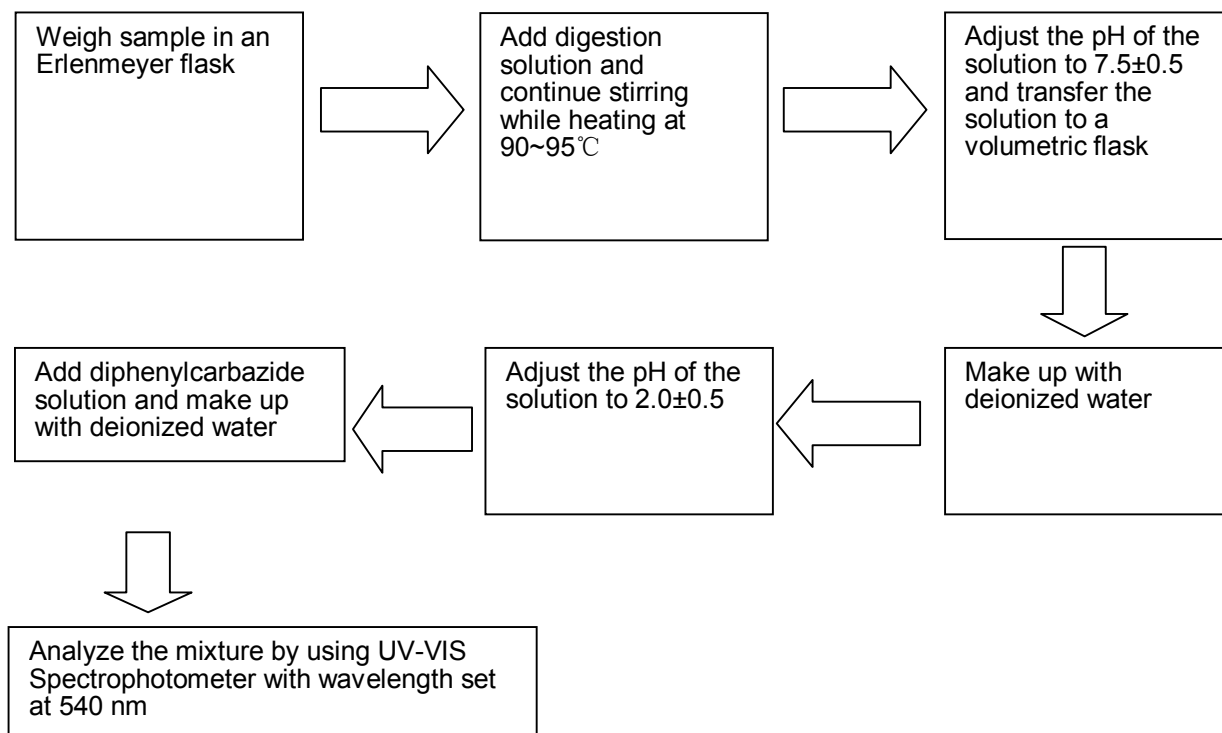 Weigh sample in an
Erlenmeyer flask
Add digestion
solution and
continue stirring
while heating at
90~95℃
Adjust the pH of the
solution to 7.5±0.5
and transfer the
solution to a
volumetric flask
Make up with
deionized water
Adjust the pH of the
solution to 2.0±0.5
Add diphenylcarbazide
solution and make up
with deionized water
Analyze the mixture by using UV-VIS
Spectrophotometer with wavelength set
at 540 nm